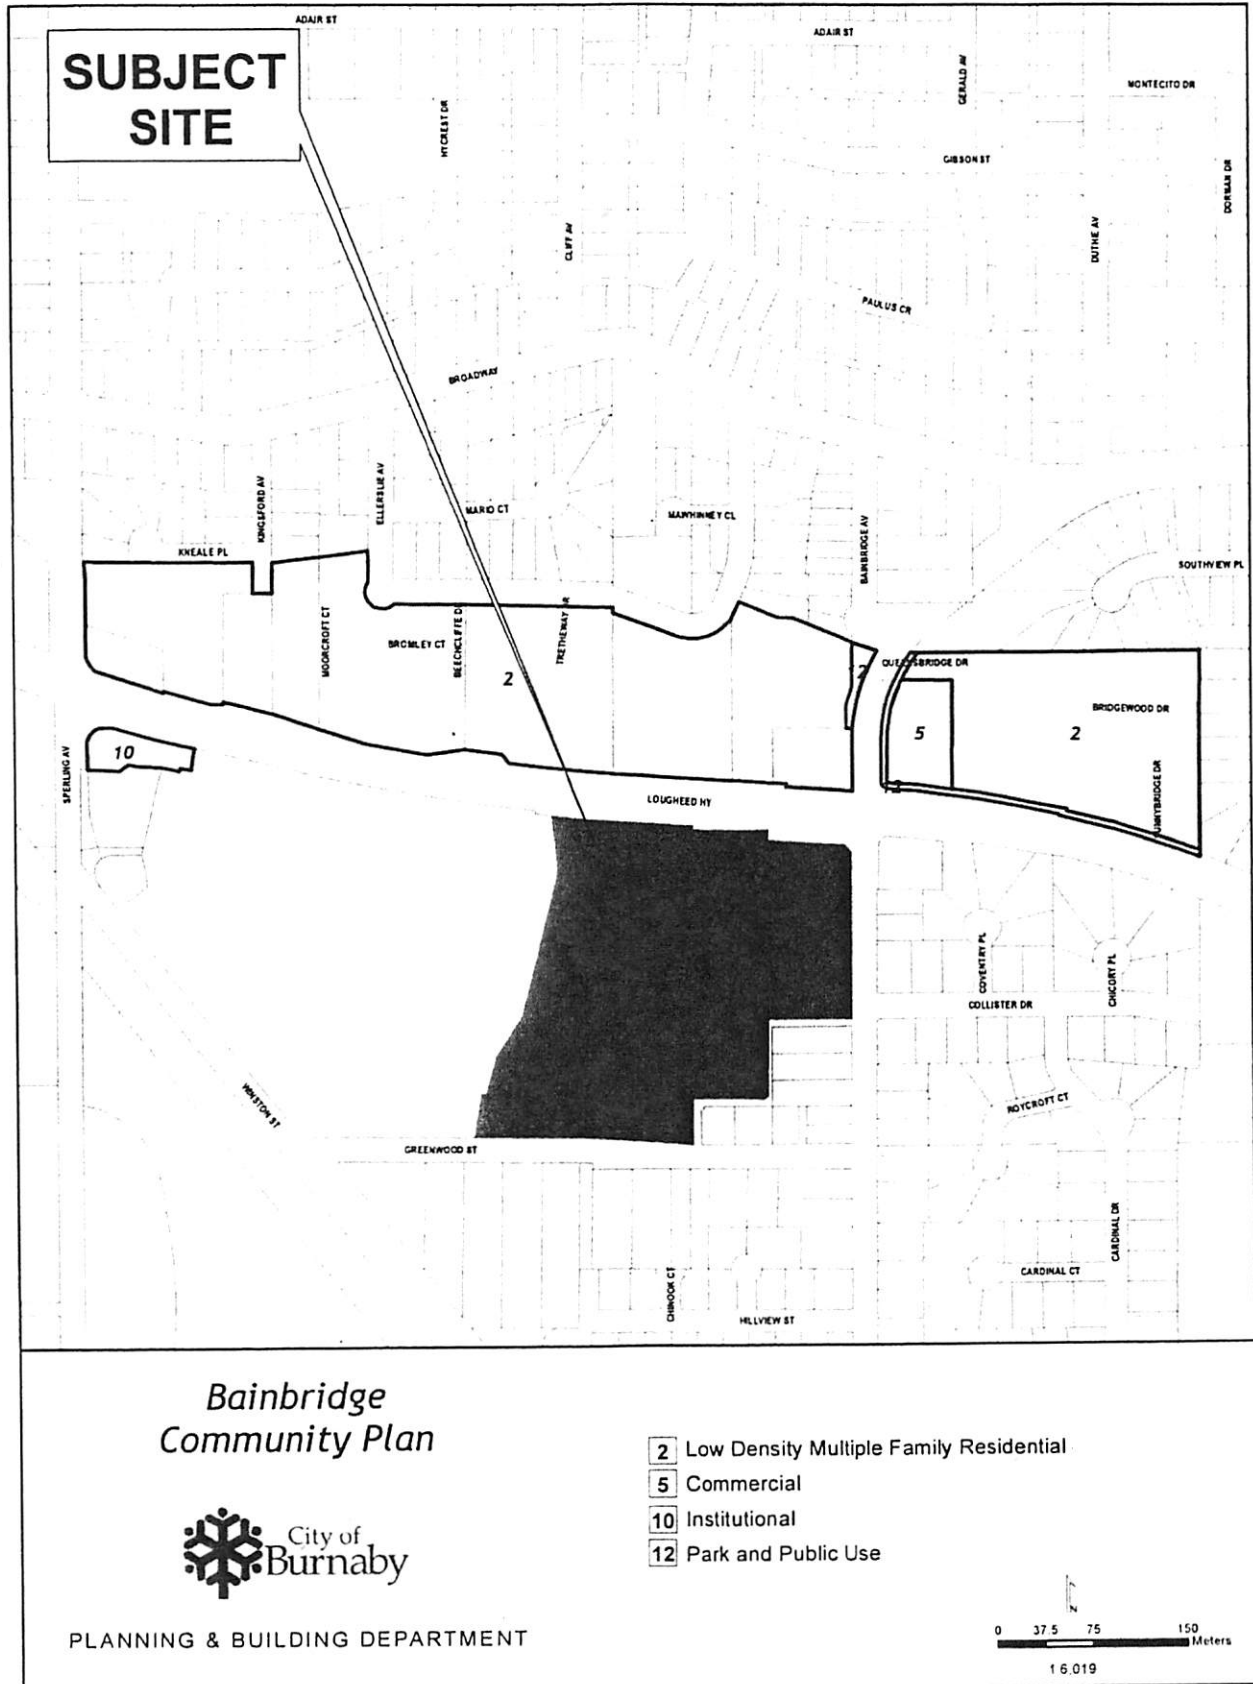 ADAIR ST
ADAIR ST
SUBJECT
SITE
GERALD AV
MONTECITO DR
HYCREST DR
GIBSON ST
DORMAN DR
CLIFF AV
DUTHIE AV
PAULUS CR
BROADWAY
KINGSFORD AV
ELLERSLIE AV
MARIO CT
MAWHINNEY CL
BAINBRIDGE AV
KNEALE PL
SOUTHVIEW PL
MOORCROFT CT
BROMLEY CT
BEECHCLIFFE DR
TRETHEWAY DR
2
12
BRIDGEWOOD DR
5
2
10
SPERLING AV
LOUGHEED HY
COVENTRY PL
CHICORY PL
COLLISTER DR
WINSTON ST
ROYCROFT CT
GREENWOOD ST
CARDINAL DR
CHINOOK CT
CARDINAL CT
HILLVIEW ST
Bainbridge
Community Plan
2 Low Density Multiple Family Residential
5 Commercial
10 Institutional
12 Park and Public Use
City of
Burnaby
PLANNING & BUILDING DEPARTMENT
N
0 37.5 75 150
Meters
1 6,019